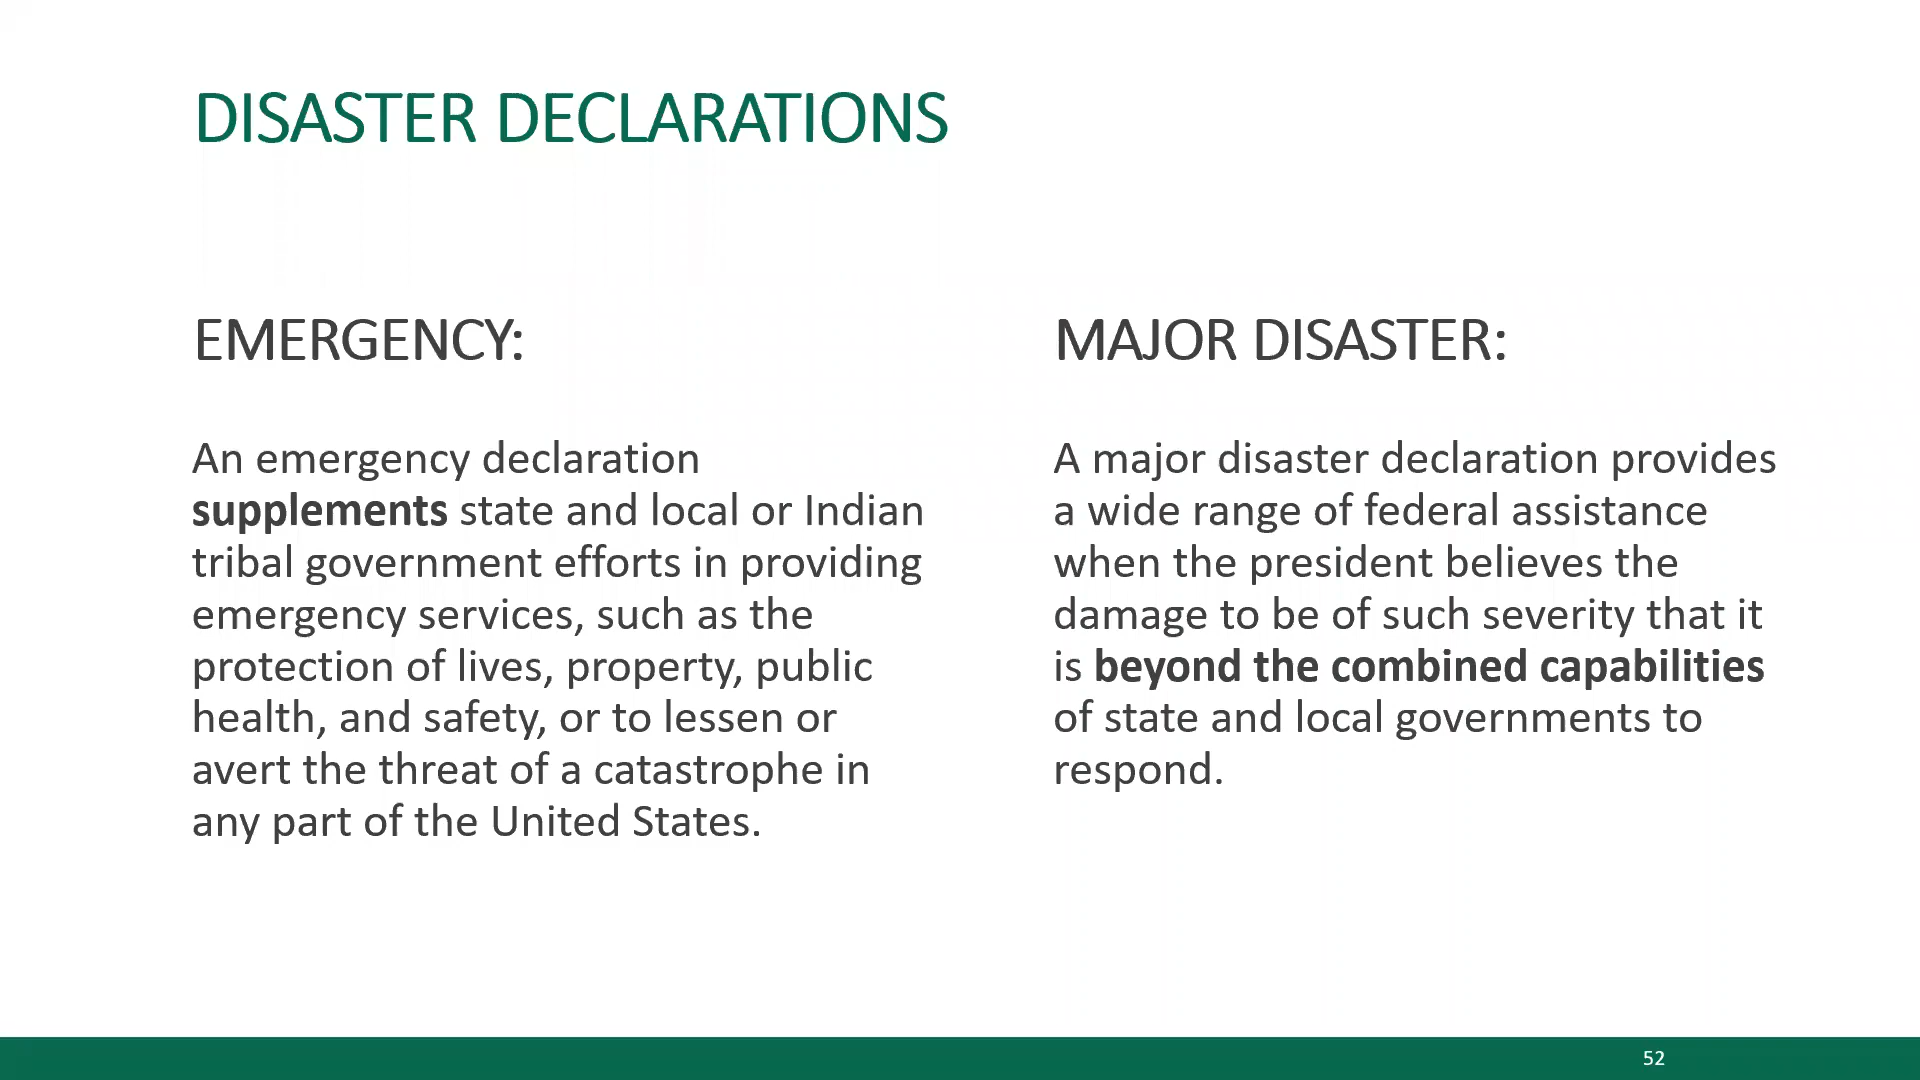 DISASTER DECLARATIONS
EMERGENCY:
An emergency declaration
supplements state and local or Indian
tribal government efforts in providing
emergency services, such as the
protection of lives, property, public
health, and safety, or to lessen or
avert the threat of a catastrophe in
any part of the United States.
MAJOR DISASTER:
A major disaster declaration provides
a wide range of federal assistance
when the president believes the
damage to be of such severity that it
is beyond the combined capabilities
of state and local governments to
respond.
52